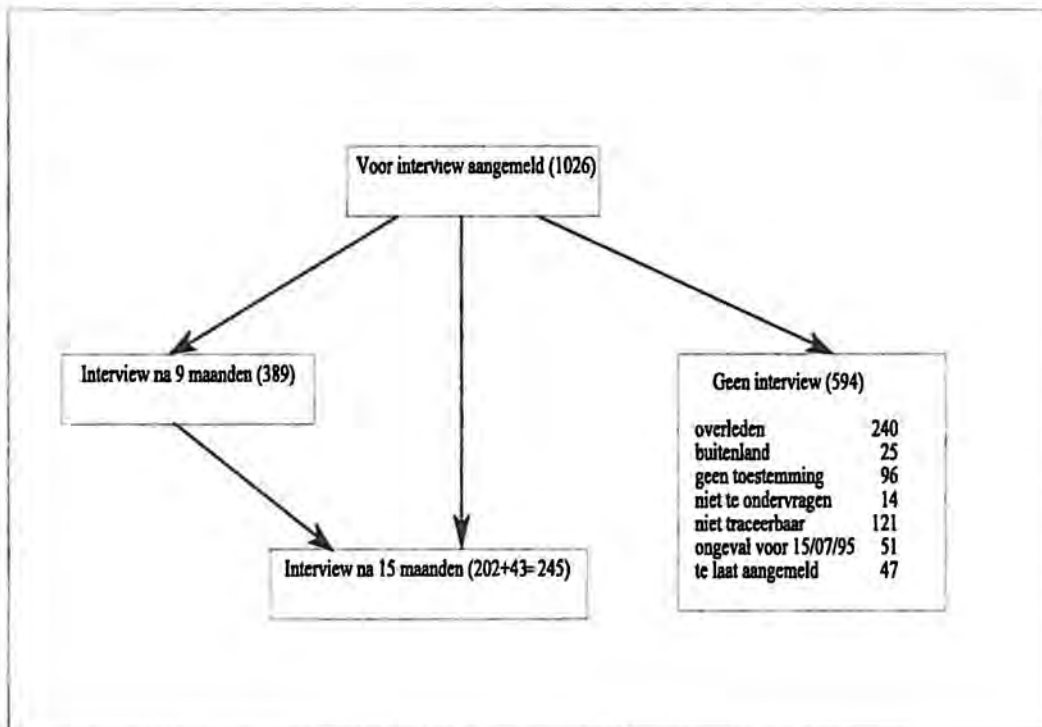 Voor interview aangemeld (1026)
Interview na 9 maanden (389)
Geen interview (594)
overleden 240
buitenland 25
geen toestemming 96
niet te ondervragen 14
niet traceerbaar 121
ongeval voor 15/07/95 51
te laat aangemeld 47
Interview na 15 maanden (202+43=245)